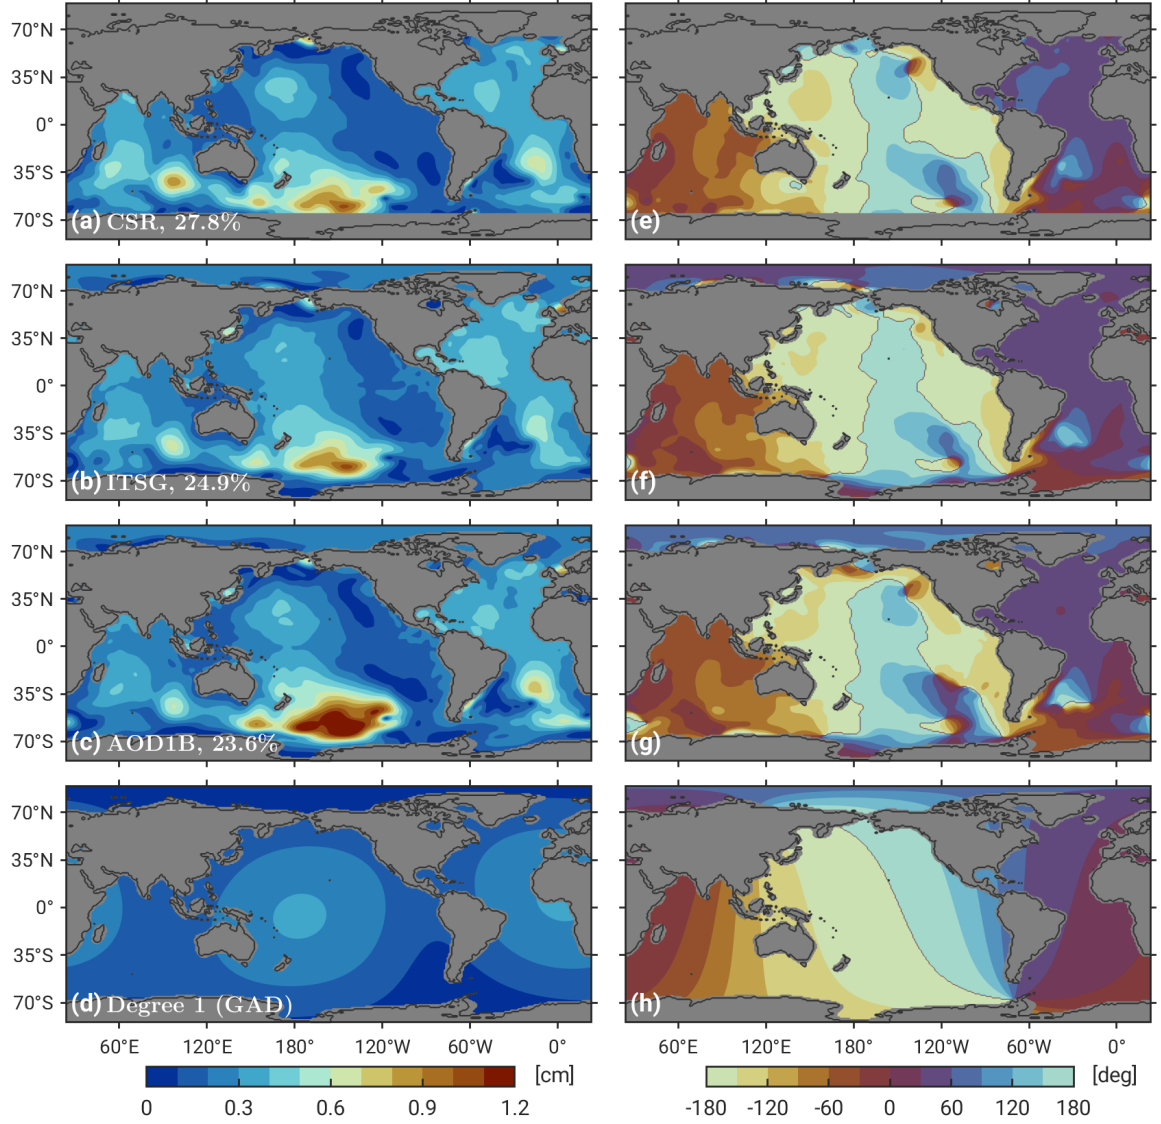 70°N
35°N
0°
35°S
70°S
(a) CSR, 27.8%
(e)
70°N
35°N
0°
35°S
70°S
(b) ITSG, 24.9%
(f)
70°N
35°N
0°
35°S
70°S
(c) AOD1B, 23.6%
(g)
70°N
35°N
0°
35°S
70°S
(d) Degree 1 (GAD)
(h)
60°E 120°E 180° 120°W 60°W 0°
60°E 120°E 180° 120°W 60°W 0°
[cm]
0 0.3 0.6 0.9 1.2
[deg]
-180 -120 -60 0 60 120 180